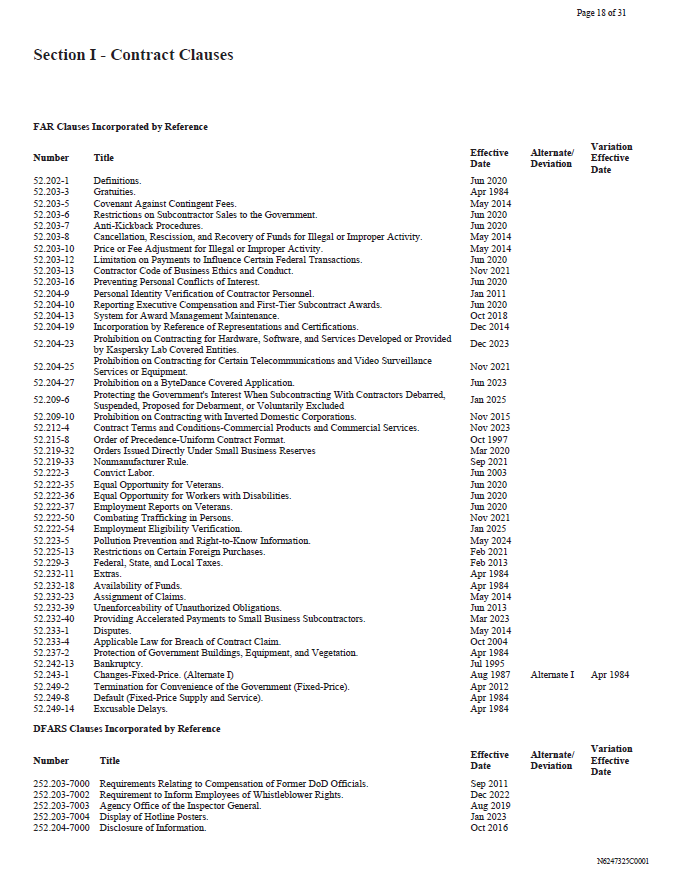 Page 18 of 31
Section I - Contract Clauses
FAR Clauses Incorporated by Reference
Number Title Effective Date Alternate/ Deviation Variation Effective Date
52.202-1 Definitions. Jun 2020
52.203-3 Gratuities. Apr 1984
52.203-5 Covenant Against Contingent Fees. May 2014
52.203-6 Restrictions on Subcontractor Sales to the Government. Jun 2020
52.203-7 Anti-Kickback Procedures. Jun 2020
52.203-8 Cancellation, Rescission, and Recovery of Funds for Illegal or Improper Activity. May 2014
52.203-10 Price or Fee Adjustment for Illegal or Improper Activity. May 2014
52.203-12 Limitation on Payments to Influence Certain Federal Transactions. Jun 2020
52.203-13 Contractor Code of Business Ethics and Conduct. Nov 2021
52.203-16 Preventing Personal Conflicts of Interest. Jun 2020
52.204-9 Personal Identity Verification of Contractor Personnel. Jan 2011
52.204-10 Reporting Executive Compensation and First-Tier Subcontract Awards. Jun 2020
52.204-13 System for Award Management Maintenance. Oct 2018
52.204-19 Incorporation by Reference of Representations and Certifications. Dec 2014
52.204-23 Prohibition on Contracting for Hardware, Software, and Services Developed or Provided
by Kaspersky Lab Covered Entities. Dec 2023
52.204-25 Prohibition on Contracting for Certain Telecommunications and Video Surveillance
Services or Equipment. Nov 2021
52.204-27 Prohibition on a ByteDance Covered Application. Jun 2023
52.209-6 Protecting the Government's Interest When Subcontracting With Contractors Debarred,
Suspended, Proposed for Debarment, or Voluntarily Excluded Jan 2025
52.209-10 Prohibition on Contracting with Inverted Domestic Corporations. Nov 2015
52.212-4 Contract Terms and Conditions-Commercial Products and Commercial Services. Nov 2023
52.215-8 Order of Precedence-Uniform Contract Format. Oct 1997
52.219-32 Orders Issued Directly Under Small Business Reserves Mar 2020
52.219-33 Nonmanufacturer Rule. Sep 2021
52.222-3 Convict Labor. Jun 2003
52.222-35 Equal Opportunity for Veterans. Jun 2020
52.222-36 Equal Opportunity for Workers with Disabilities. Jun 2020
52.222-37 Employment Reports on Veterans. Jun 2020
52.222-50 Combating Trafficking in Persons. Nov 2021
52.222-54 Employment Eligibility Verification. Jan 2025
52.223-5 Pollution Prevention and Right-to-Know Information. May 2024
52.225-13 Restrictions on Certain Foreign Purchases. Feb 2021
52.229-3 Federal, State, and Local Taxes. Feb 2013
52.232-11 Extras. Apr 1984
52.232-18 Availability of Funds. Apr 1984
52.232-23 Assignment of Claims. May 2014
52.232-39 Unenforceability of Unauthorized Obligations. Jun 2013
52.232-40 Providing Accelerated Payments to Small Business Subcontractors. Mar 2023
52.233-1 Disputes. May 2014
52.233-4 Applicable Law for Breach of Contract Claim. Oct 2004
52.237-2 Protection of Government Buildings, Equipment, and Vegetation. Apr 1984
52.242-13 Bankruptcy. Jul 1995
52.243-1 Changes-Fixed-Price. (Alternate I) Aug 1987 Alternate I Apr 1984
52.249-2 Termination for Convenience of the Government (Fixed-Price). Apr 2012
52.249-8 Default (Fixed-Price Supply and Service). Apr 1984
52.249-14 Excusable Delays. Apr 1984
DFARS Clauses Incorporated by Reference
Number Title Effective Date Alternate/ Deviation Variation Effective Date
252.203-7000 Requirements Relating to Compensation of Former DoD Officials. Sep 2011
252.203-7002 Requirement to Inform Employees of Whistleblower Rights. Dec 2022
252.203-7003 Agency Office of the Inspector General. Aug 2019
252.203-7004 Display of Hotline Posters. Jan 2023
252.204-7000 Disclosure of Information. Oct 2016
N6247325C0001